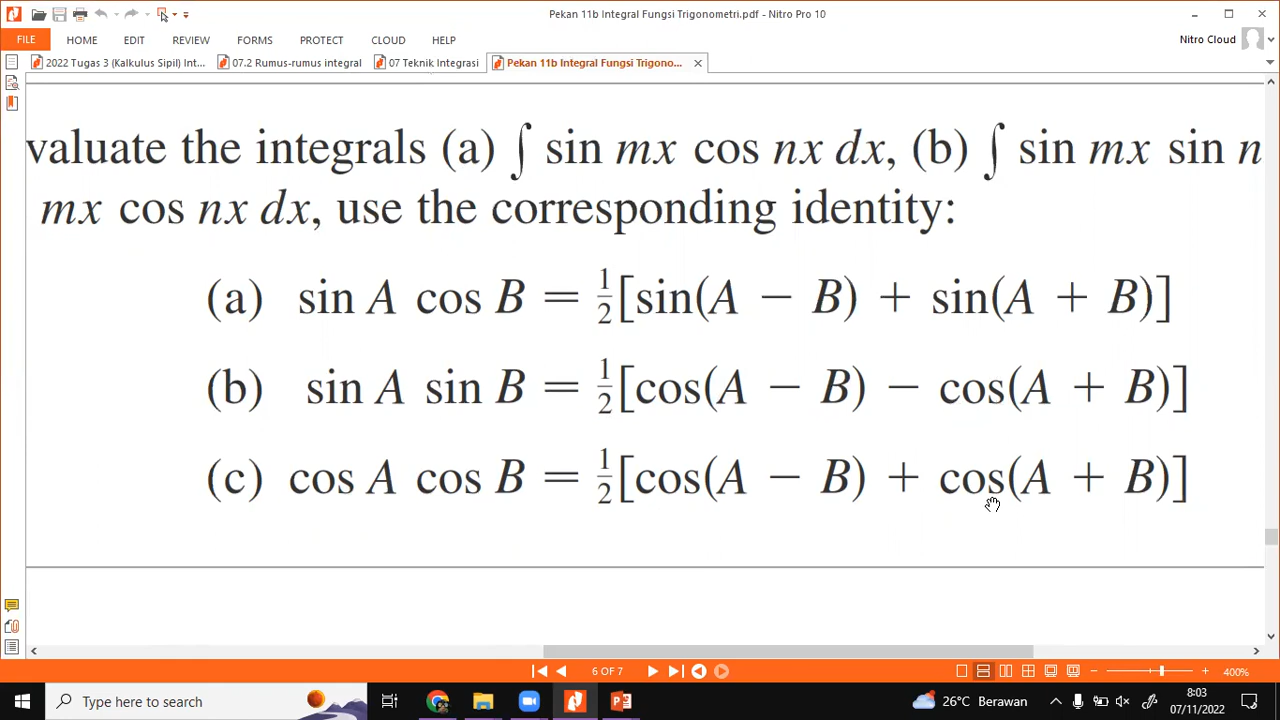 Pekan 11b Integral Fungsi Trigonometri.pdf - Nitro Pro 10
FILE HOME EDIT REVIEW FORMS PROTECT CLOUD HELP Nitro Cloud
2022 Tugas 3 (Kalkulus Sipil) Int... 07.2 Rumus-rumus integral 07 Teknik Integrasi Pekan 11b Integral Fungsi Trigono...
valuate the integrals (a) ∫ sin mx cos nx dx, (b) ∫ sin mx sin n
mx cos nx dx, use the corresponding identity:
(a) sin A cos B = 1/2[sin(A − B) + sin(A + B)]
(b) sin A sin B = 1/2[cos(A − B) − cos(A + B)]
(c) cos A cos B = 1/2[cos(A − B) + cos(A + B)]
6 OF 7 400%
Type here to search 26°C Berawan 8:03
07/11/2022